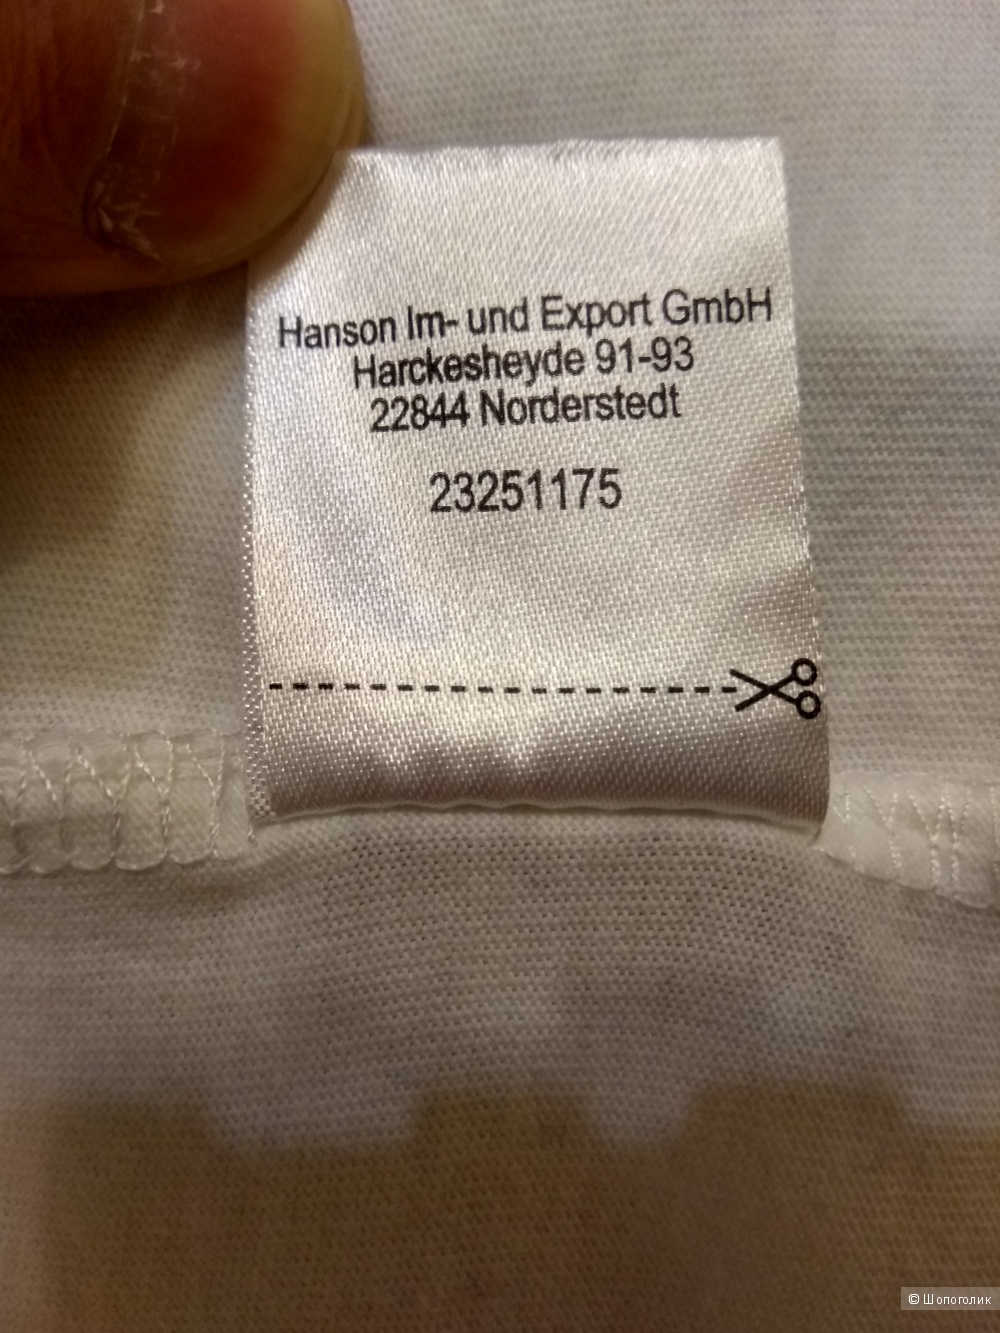 Hanson Im- und Export GmbH
Harckesheyde 91-93
22844 Norderstedt
23251175
© Шопоголик